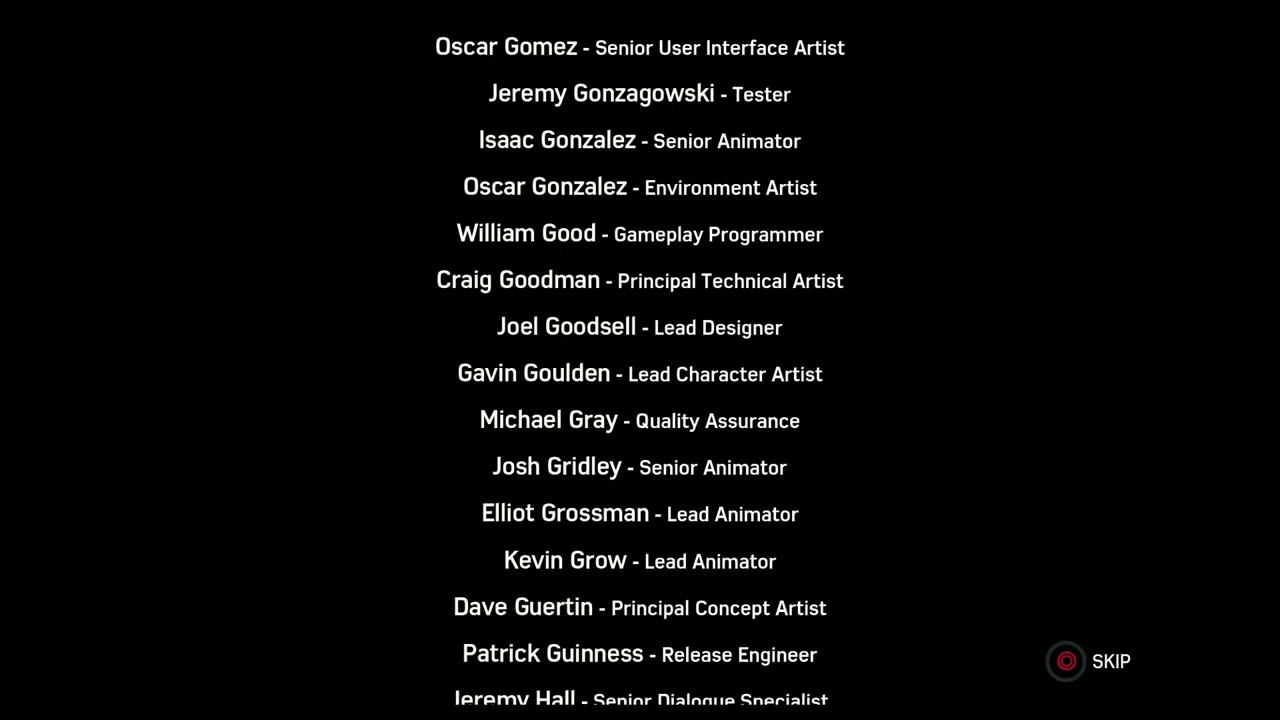 Oscar Gomez - Senior User Interface Artist
Jeremy Gonzagowski - Tester
Isaac Gonzalez - Senior Animator
Oscar Gonzalez - Environment Artist
William Good - Gameplay Programmer
Craig Goodman - Principal Technical Artist
Joel Goodsell - Lead Designer
Gavin Goulden - Lead Character Artist
Michael Gray - Quality Assurance
Josh Gridley - Senior Animator
Elliot Grossman - Lead Animator
Kevin Grow - Lead Animator
Dave Guertin - Principal Concept Artist
Patrick Guinness - Release Engineer
SKIP
Jeremy Hall - Senior Dialogue Specialist